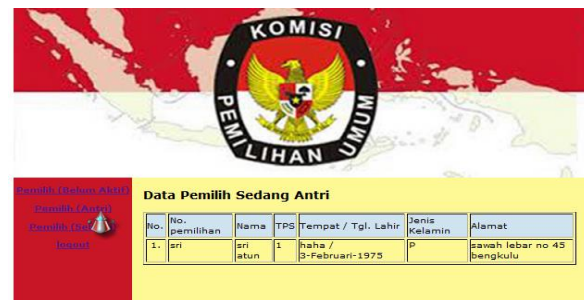 KOMISI
PEMILIHAN UMUM
Pemilih (Belum Aktif)
Pemilih (Antri)
Pemilih
logout
Data Pemilih Sedang Antri
No. No. pemilihan Nama TPS Tempat / Tgl. Lahir Jenis Kelamin Alamat
1. sri sri atun 1 haha / 3-Februari-1975 P sawah lebar no 45 bengkulu